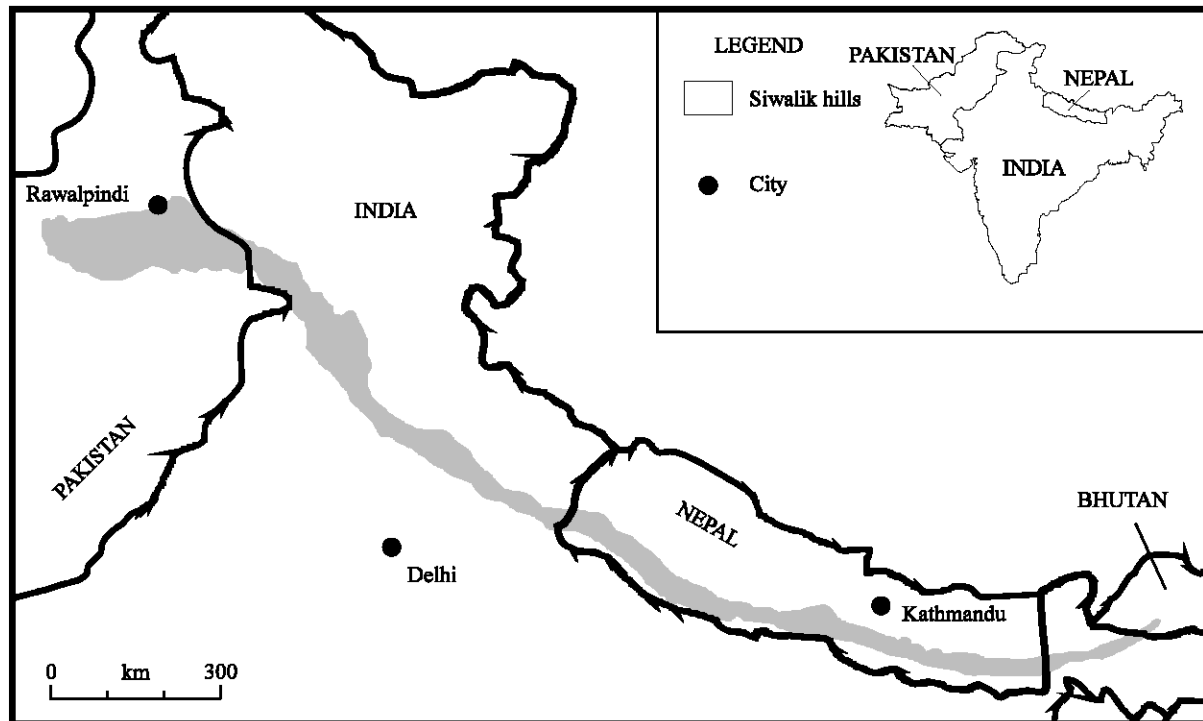 LEGEND
Siwalik hills
City
PAKISTAN
NEPAL
INDIA
Rawalpindi
INDIA
PAKISTAN
NEPAL
BHUTAN
Delhi
Kathmandu
0 km 300